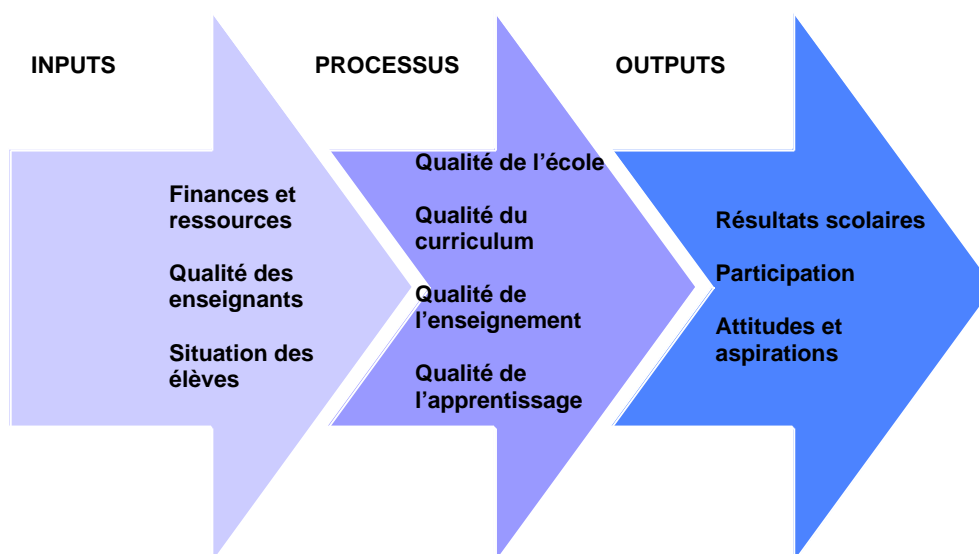 INPUTS
Finances et
ressources
Qualité des
enseignants
Situation des
élèves
PROCESSUS
Qualité de l’école
Qualité du
curriculum
Qualité de
l’enseignement
Qualité de
l’apprentissage
OUTPUTS
Résultats scolaires
Participation
Attitudes et
aspirations